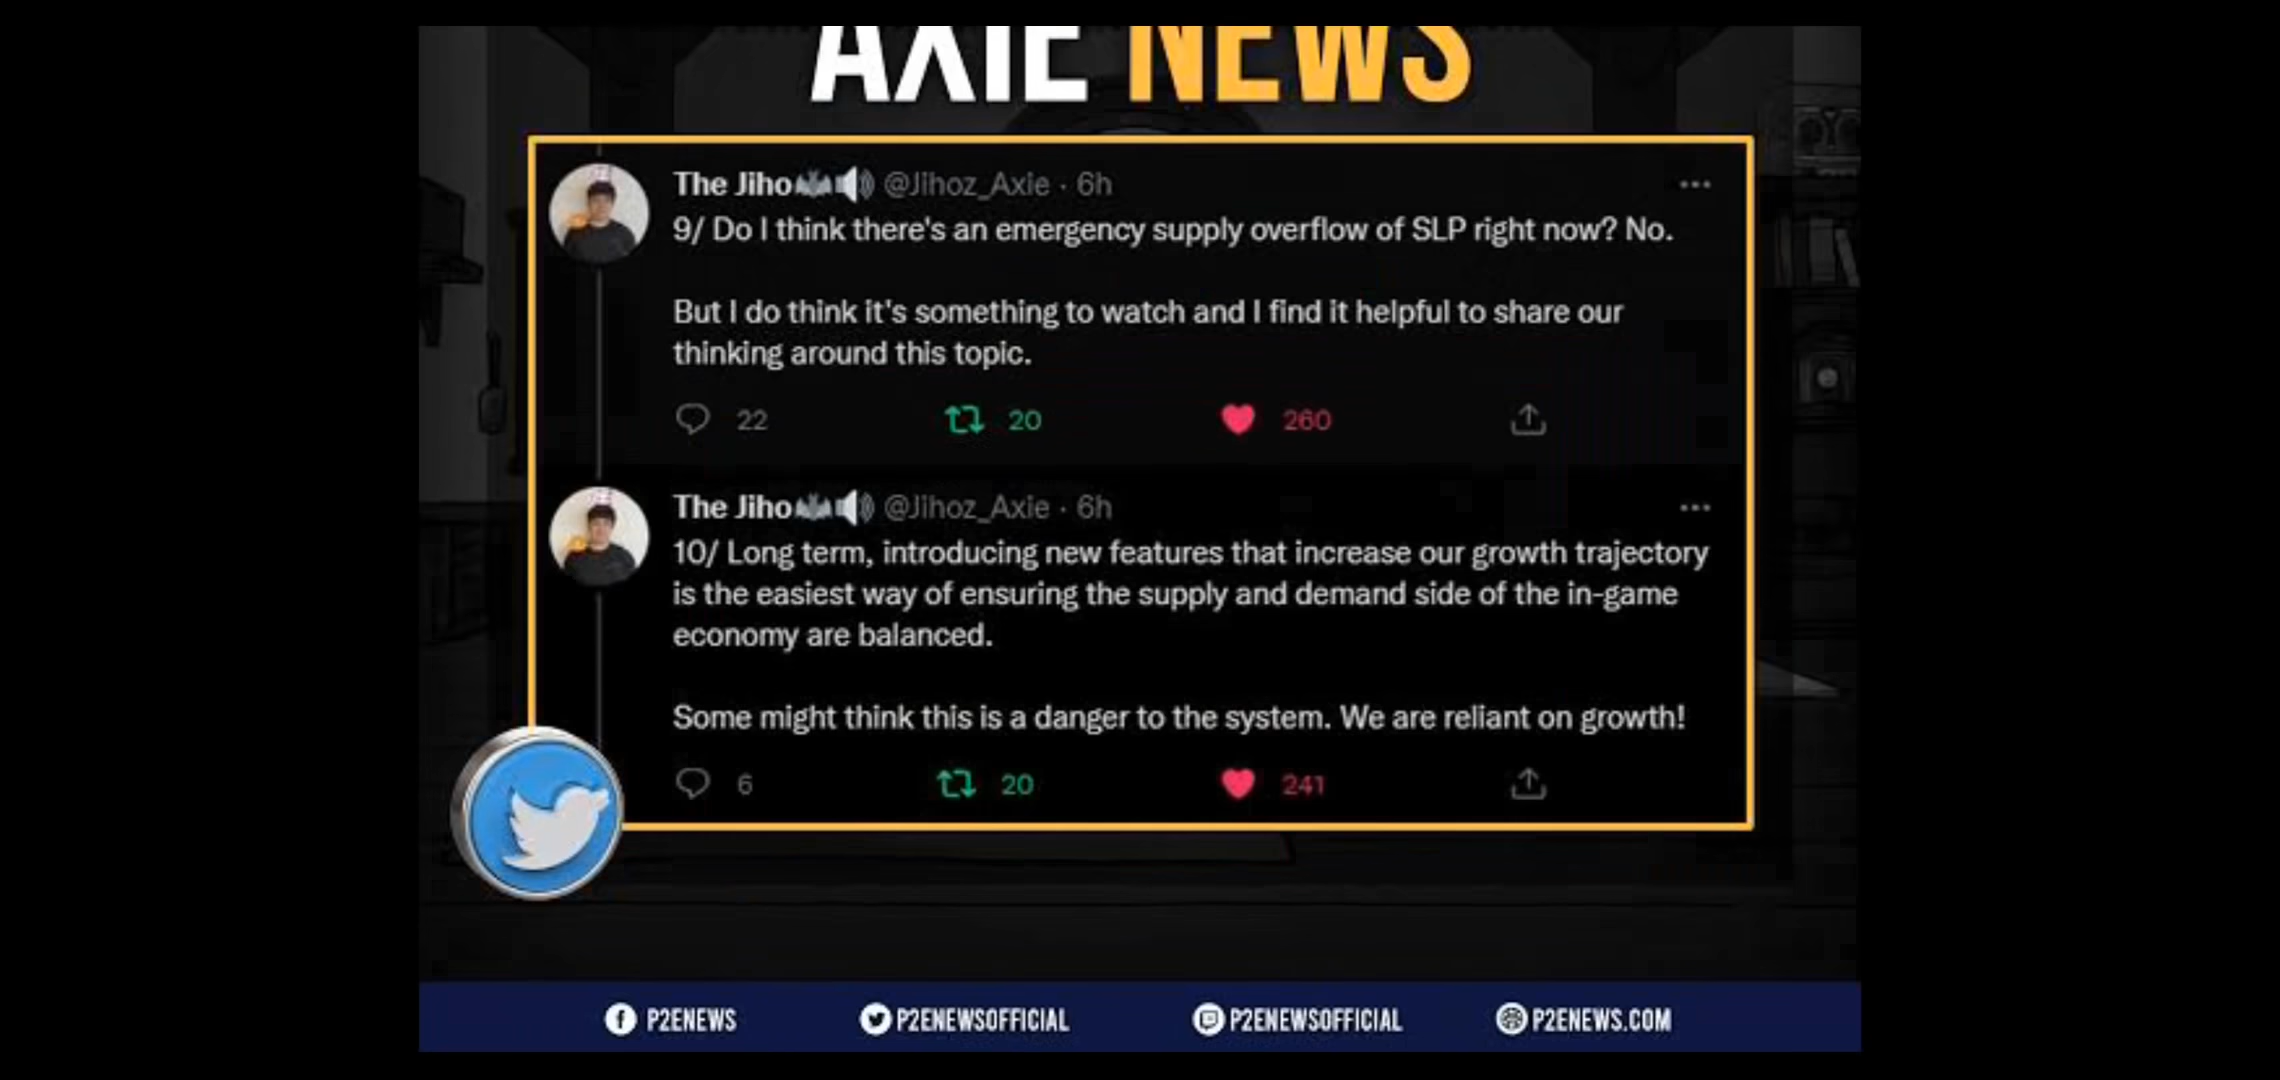 AXIE NEWS
The Jiho @Jihoz_Axie · 6h
9/ Do I think there's an emergency supply overflow of SLP right now? No.
But I do think it's something to watch and I find it helpful to share our
thinking around this topic.
22 20 260
The Jiho @Jihoz_Axie · 6h
10/ Long term, introducing new features that increase our growth trajectory
is the easiest way of ensuring the supply and demand side of the in-game
economy are balanced.
Some might think this is a danger to the system. We are reliant on growth!
6 20 241
P2ENEWS P2ENEWSOFFICIAL P2ENEWSOFFICIAL P2ENEWS.COM